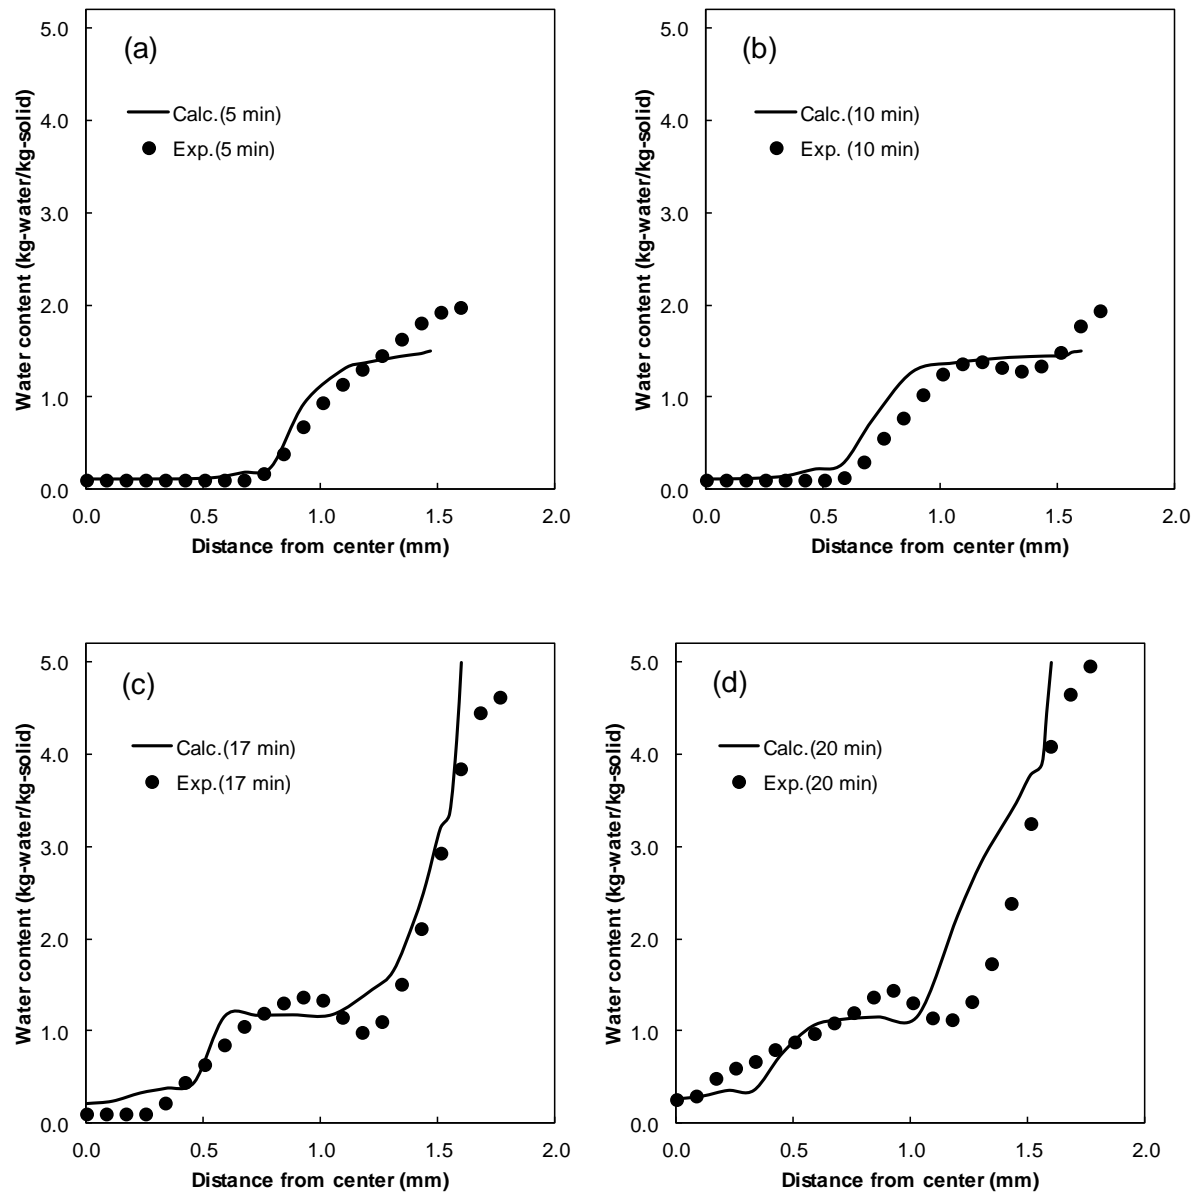 (a)
Calc.(5 min)
Exp.(5 min)
5.0
4.0
3.0
2.0
1.0
0.0
Water content (kg-water/kg-solid)
0.0 0.5 1.0 1.5 2.0
Distance from center (mm)
(b)
Calc.(10 min)
Exp. (10 min)
5.0
4.0
3.0
2.0
1.0
0.0
Water content (kg-water/kg-solid)
0.0 0.5 1.0 1.5 2.0
Distance from center (mm)
(c)
Calc.(17 min)
Exp.(17 min)
5.0
4.0
3.0
2.0
1.0
0.0
Water content (kg-water/kg-solid)
0.0 0.5 1.0 1.5 2.0
Distance from center (mm)
(d)
Calc.(20 min)
Exp.(20 min)
5.0
4.0
3.0
2.0
1.0
0.0
Water content (kg-water/kg-solid)
0.0 0.5 1.0 1.5 2.0
Distance from center (mm)